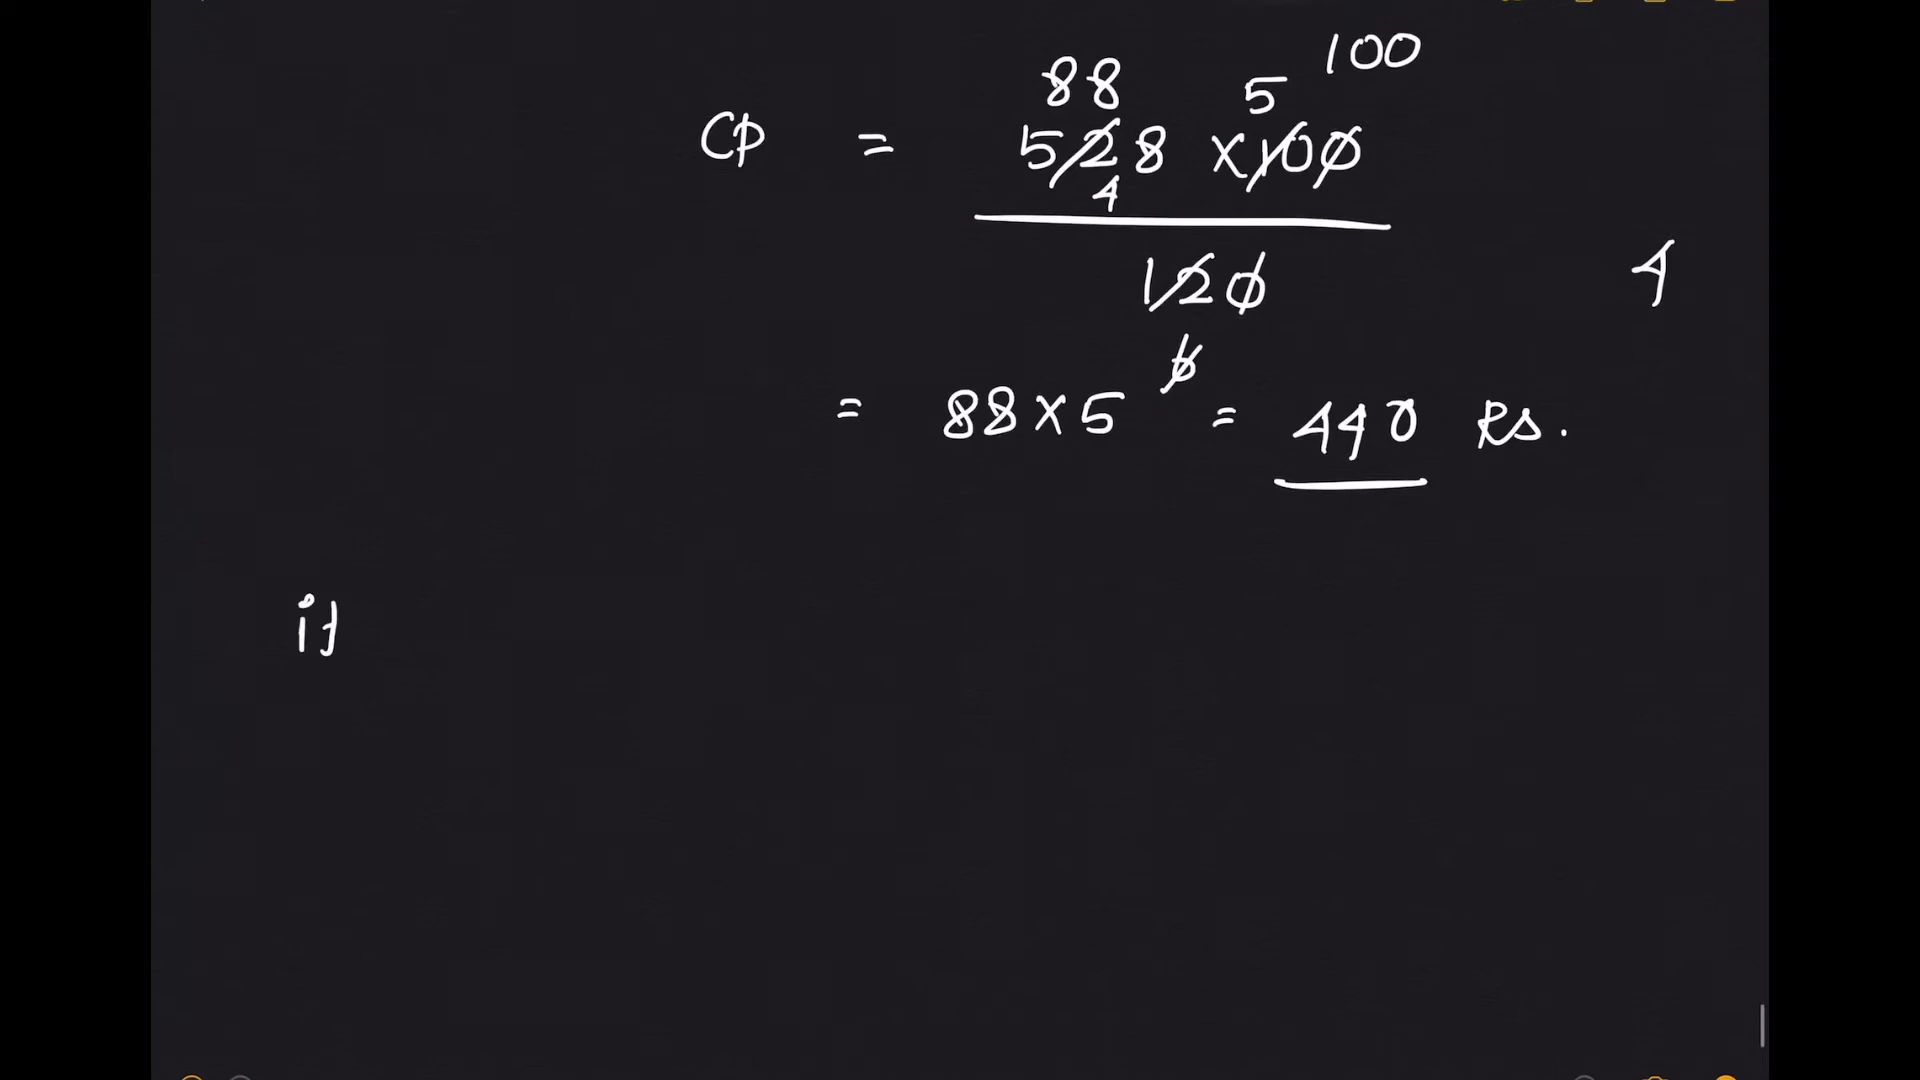 100
88 5
CP = 528 x 100
4
120
4
6
= 88 x 5 = 440 Rs.
if